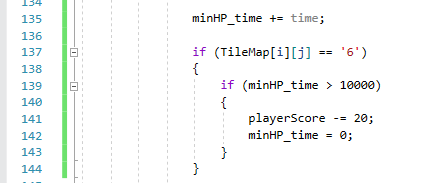 134
135 minHP_time += time;
136
137 if (TileMap[i][j] == '6')
138 {
139 if (minHP_time > 10000)
140 {
141 playerScore -= 20;
142 minHP_time = 0;
143 }
144 }